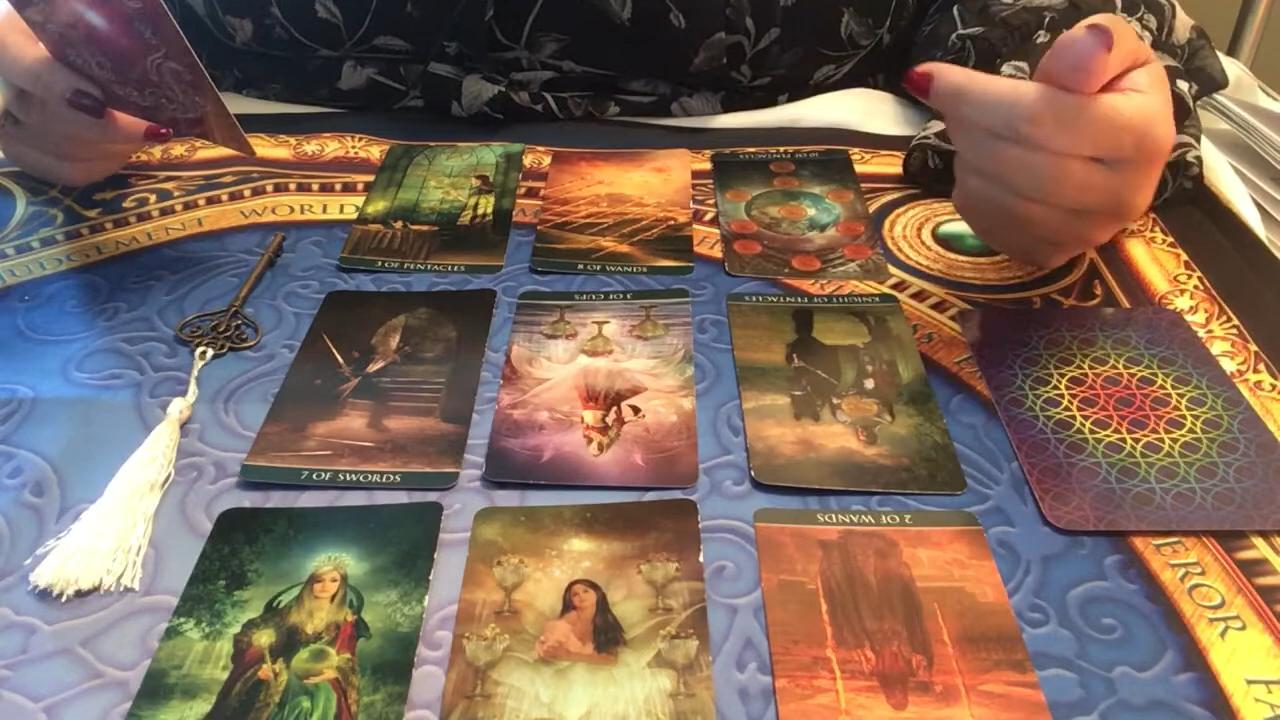 3 OF PENTACLES
8 OF WANDS
10 OF PENTACLES
JUDGEMENT WORLD
7 OF SWORDS
3 OF CUPS
KNIGHT OF PENTACLES
2 OF WANDS
EROR